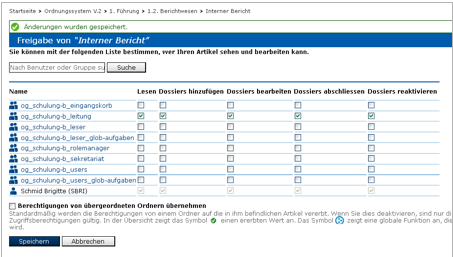 Startseite > Ordnungssystem V.2 > 1. Führung > 1.2. Berichtwesen > Interner Bericht
Änderungen wurden gespeichert.
Freigabe von "Interner Bericht"
Sie können mit der folgenden Liste bestimmen, wer Ihren Artikel sehen und bearbeiten kann.
Nach Benutzer oder Gruppe su Suche
Name Lesen Dossiers hinzufügen Dossiers bearbeiten Dossiers abschliessen Dossiers reaktivieren
og_schulung-b_eingangskorb
og_schulung-b_leitung
og_schulung-b_leser
og_schulung-b_leser_glob-aufgaben
og_schulung-b_rolemanager
og_schulung-b_sekretariat
og_schulung-b_users
og_schulung-b_users_glob-aufgaben
Schmid Brigitte (SBRI)
Berechtigungen von übergeordneten Ordnern übernehmen
Standardmäßig werden die Berechtigungen von einem Ordner auf die in ihm befindlichen Artikel vererbt. Wenn Sie dies deaktivieren, sind nur di
Zugriffsberechtigungen gültig. In der Übersicht zeigt das Symbol einen ererbten Wert an. Das Symbol zeigt eine globale Funktion an, die
wird.
Speichern Abbrechen